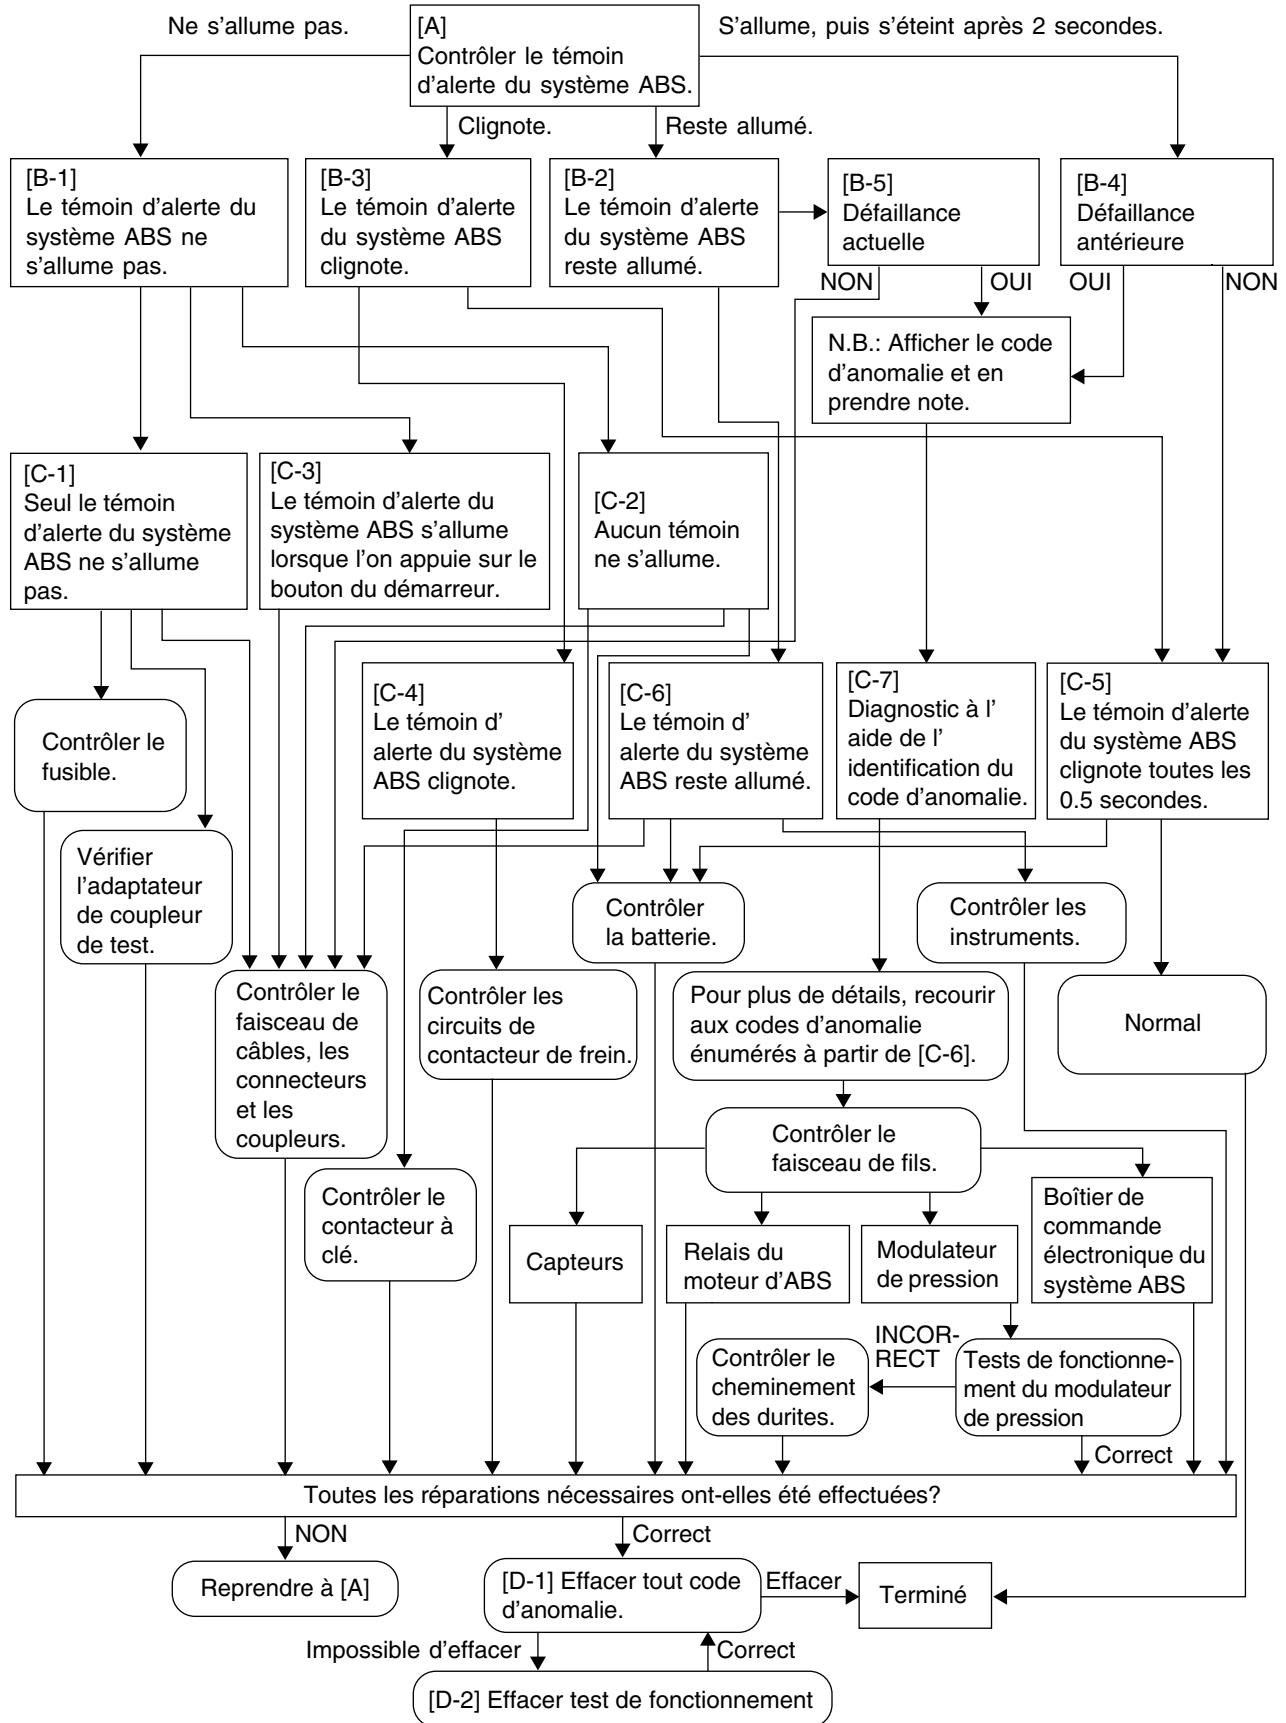 Ne s'allume pas.
[A]
Contrôler le témoin
d'alerte du système ABS.
S'allume, puis s'éteint après 2 secondes.
Clignote.
Reste allumé.
[B-1]
Le témoin d'alerte du
système ABS ne
s'allume pas.
[B-3]
Le témoin d'alerte
du système ABS
clignote.
[B-2]
Le témoin d'alerte
du système ABS
reste allumé.
[B-5]
Défaillance
actuelle
[B-4]
Défaillance
antérieure
NON
OUI
OUI
NON
N.B.: Afficher le code
d'anomalie et en
prendre note.
[C-1]
Seul le témoin
d'alerte du système
ABS ne s'allume
pas.
[C-3]
Le témoin d'alerte du
système ABS s'allume
lorsque l'on appuie sur le
bouton du démarreur.
[C-2]
Aucun témoin
ne s'allume.
[C-4]
Le témoin d'
alerte du système
ABS clignote.
[C-6]
Le témoin d'
alerte du système
ABS reste allumé.
[C-7]
Diagnostic à l'
aide de l'
identification du
code d'anomalie.
[C-5]
Le témoin d'alerte
du système ABS
clignote toutes les
0.5 secondes.
Contrôler le
fusible.
Vérifier
l'adaptateur
de coupleur
de test.
Contrôler
la batterie.
Contrôler les
instruments.
Contrôler le
faisceau de
câbles, les
connecteurs
et les
coupleurs.
Contrôler les
circuits de
contacteur de frein.
Pour plus de détails, recourir
aux codes d'anomalie
énumérés à partir de [C-6].
Normal
Contrôler le
faisceau de fils.
Contrôler le
contacteur à
clé.
Capteurs
Relais du
moteur d'ABS
Modulateur
de pression
Boîtier de
commande
électronique du
système ABS
INCOR-
RECT
Contrôler le
cheminement
des durites.
Tests de fonctionne-
ment du modulateur
de pression
Correct
Toutes les réparations nécessaires ont-elles été effectuées?
NON
Correct
Reprendre à [A]
[D-1] Effacer tout code
d'anomalie.
Effacer
Terminé
Impossible d'effacer
Correct
[D-2] Effacer test de fonctionnement